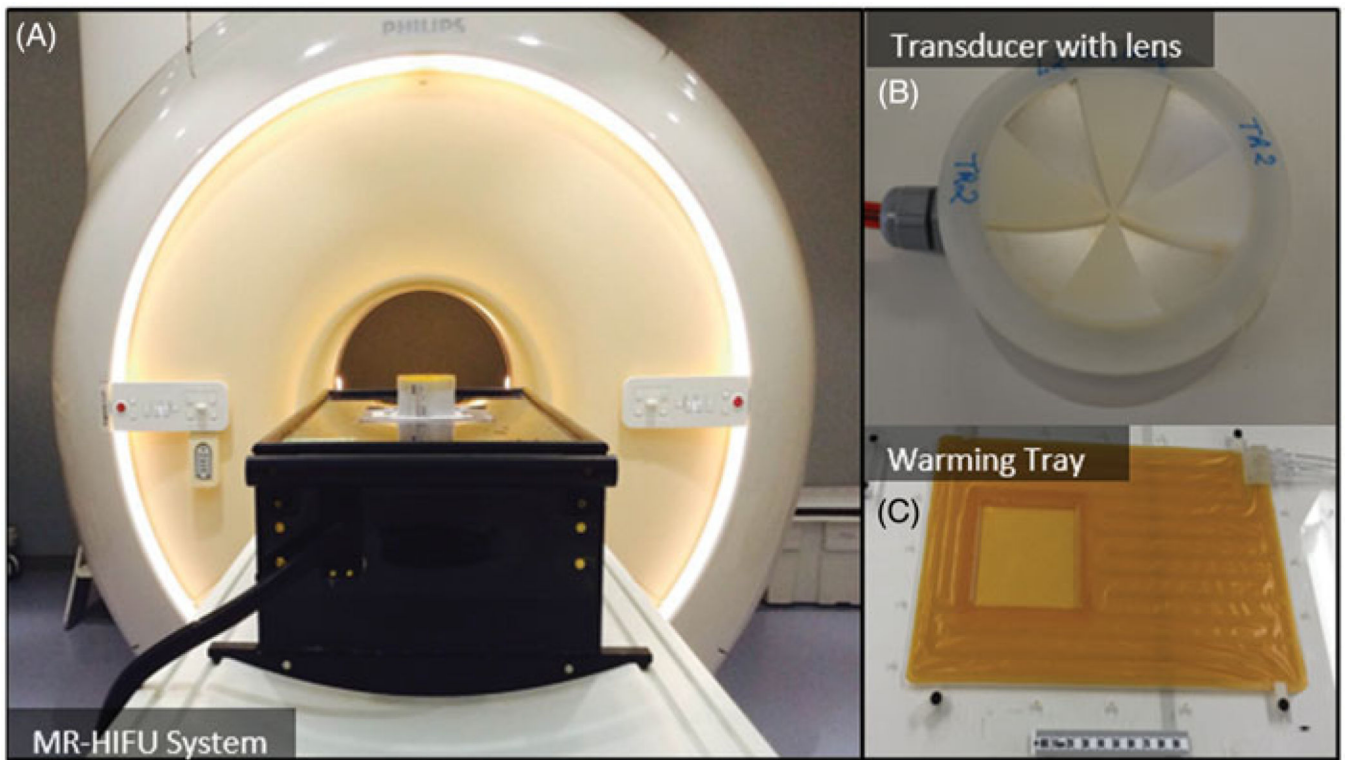 (A)
PHILIPS
MR-HIFU System
Transducer with lens
(B)
TR2
TR2
Warming Tray
(C)